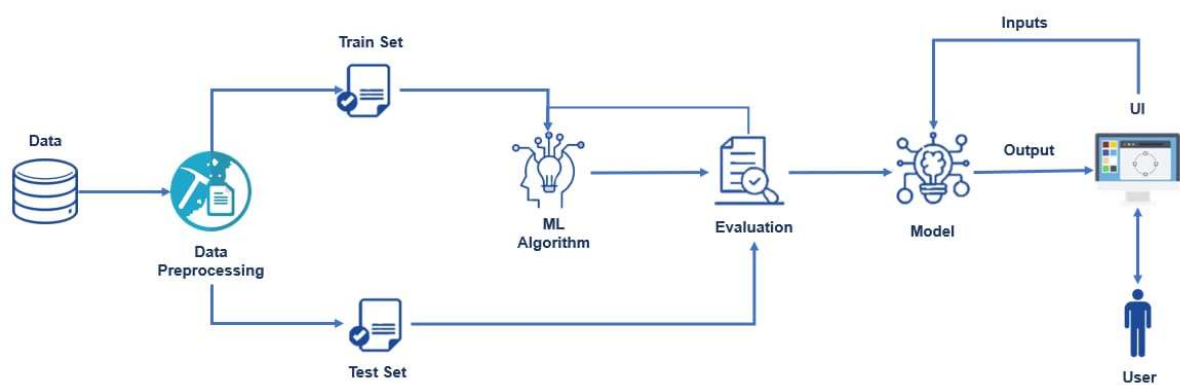 Inputs
Train Set
UI
Data
Output
ML
Algorithm
Evaluation
Model
Data
Preprocessing
Test Set
User